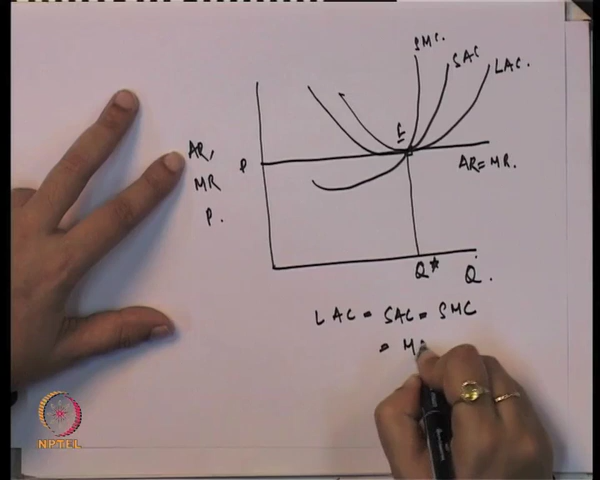 SMC.
SAC
LAC.
E
AR,
MR
P.
P
AR=MR.
Q*
Q.
LAC = SAC = SMC
= M
NPTEL